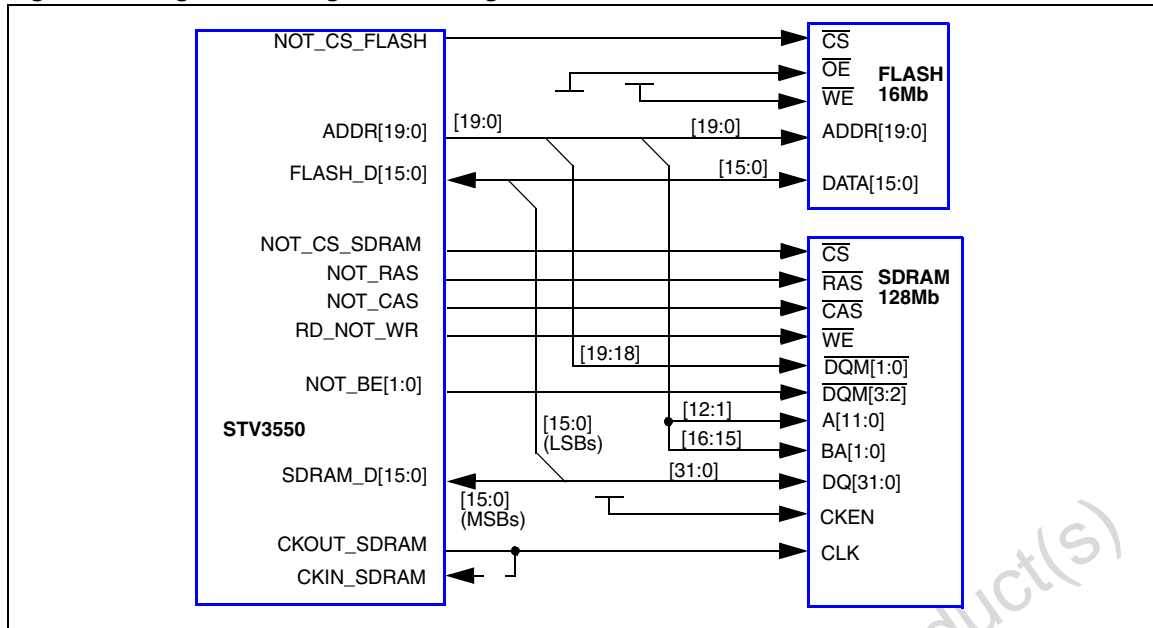 NOT_CS_FLASH
ADDR[19:0]
FLASH_D[15:0]
NOT_CS_SDRAM
NOT_RAS
NOT_CAS
RD_NOT_WR
NOT_BE[1:0]
STV3550
SDRAM_D[15:0]
CKOUT_SDRAM
CKIN_SDRAM
[19:0]
[19:0]
[15:0]
[19:18]
[12:1]
[16:15]
[15:0]
(LSBs)
[31:0]
[15:0]
(MSBs)
CS
OE
WE
FLASH
16Mb
ADDR[19:0]
DATA[15:0]
CS
RAS
CAS
WE
SDRAM
128Mb
DQM[1:0]
DQM[3:2]
A[11:0]
BA[1:0]
DQ[31:0]
CKEN
CLK
duct(s)